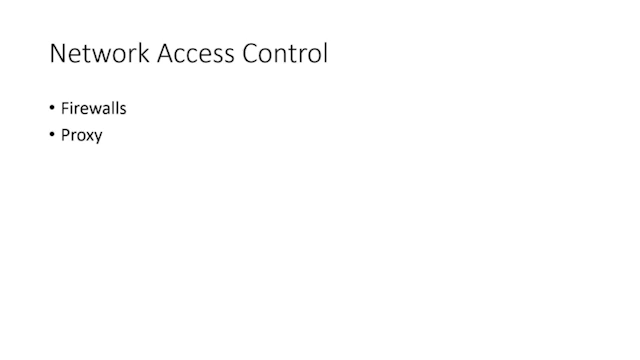 Network Access Control
• Firewalls
• Proxy